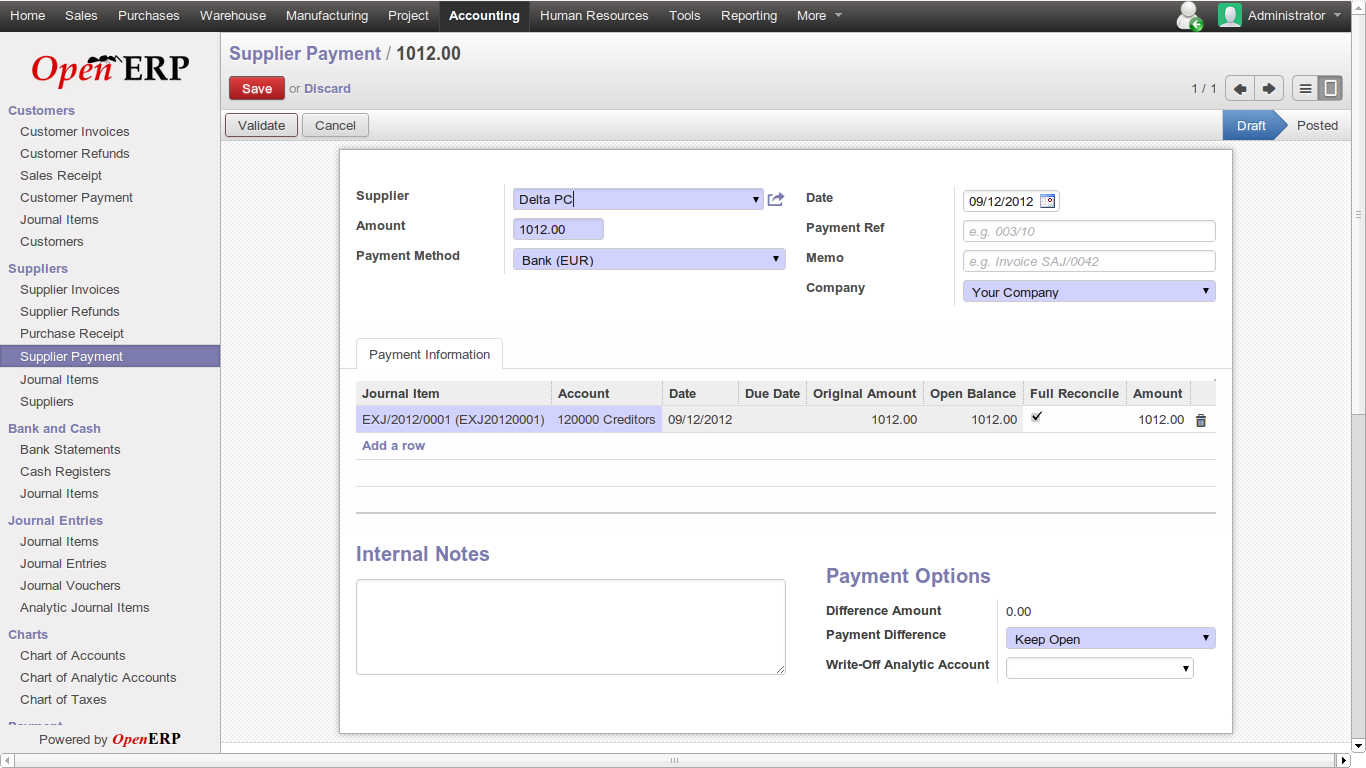 Home Sales Purchases Warehouse Manufacturing Project Accounting Human Resources Tools Reporting More Administrator
OpenERP
Customers
Customer Invoices
Customer Refunds
Sales Receipt
Customer Payment
Journal Items
Customers
Suppliers
Supplier Invoices
Supplier Refunds
Purchase Receipt
Supplier Payment
Journal Items
Suppliers
Bank and Cash
Bank Statements
Cash Registers
Journal Items
Journal Entries
Journal Items
Journal Entries
Journal Vouchers
Analytic Journal Items
Charts
Chart of Accounts
Chart of Analytic Accounts
Chart of Taxes
Powered by OpenERP
Supplier Payment / 1012.00
Save or Discard 1 / 1
Validate Cancel Draft Posted
Supplier Delta PC
Amount 1012.00
Payment Method Bank (EUR)
Date 09/12/2012
Payment Ref e.g. 003/10
Memo e.g. Invoice SAJ/0042
Company Your Company
Payment Information
Journal Item Account Date Due Date Original Amount Open Balance Full Reconcile Amount
EXJ/2012/0001 (EXJ20120001) 120000 Creditors 09/12/2012 1012.00 1012.00 1012.00
Add a row
Internal Notes
Payment Options
Difference Amount 0.00
Payment Difference Keep Open
Write-Off Analytic Account